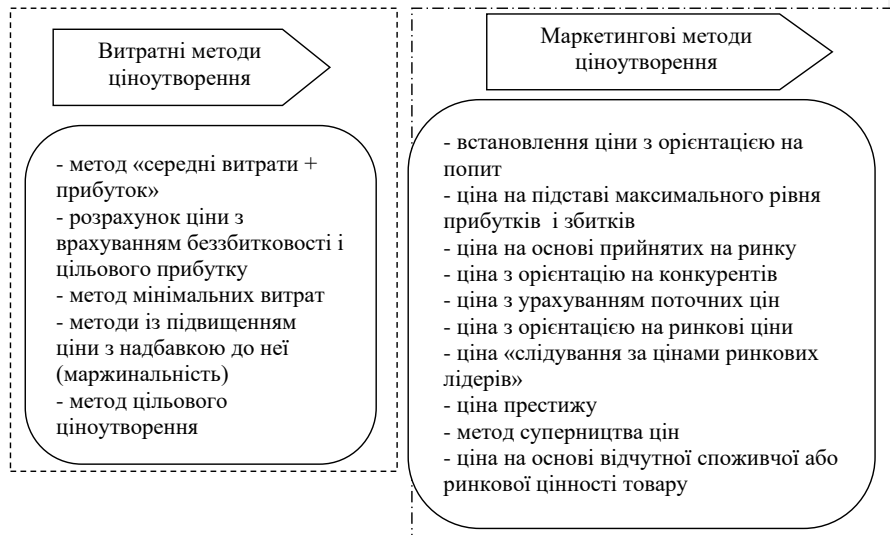 Витратні методи
ціноутворення
- метод «середні витрати +
прибуток»
- розрахунок ціни з
врахуванням беззбитковості і
цільового прибутку
- метод мінімальних витрат
- методи із підвищенням
ціни з надбавкою до неї
(маржинальність)
- метод цільового
ціноутворення
Маркетингові методи
ціноутворення
- встановлення ціни з орієнтацією на
попит
- ціна на підставі максимального рівня
прибутків і збитків
- ціна на основі прийнятих на ринку
- ціна з орієнтацію на конкурентів
- ціна з урахуванням поточних цін
- ціна з орієнтацією на ринкові ціни
- ціна «слідування за цінами ринкових
лідерів»
- ціна престижу
- метод суперництва цін
- ціна на основі відчутної споживчої або
ринкової цінності товару